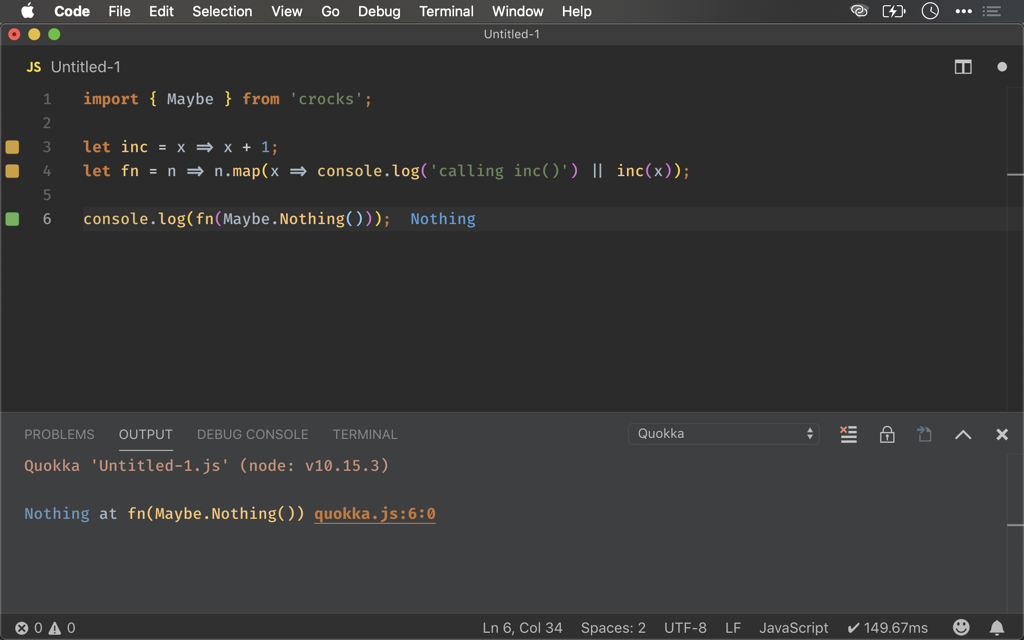 Code File Edit Selection View Go Debug Terminal Window Help
Untitled-1
JS Untitled-1
1 import { Maybe } from 'crocks';
2
3 let inc = x => x + 1;
4 let fn = n => n.map(x => console.log('calling inc()') || inc(x));
5
6 console.log(fn(Maybe.Nothing())); Nothing
PROBLEMS OUTPUT DEBUG CONSOLE TERMINAL Quokka
Quokka 'Untitled-1.js' (node: v10.15.3)
Nothing at fn(Maybe.Nothing()) quokka.js:6:0
0 0 Ln 6, Col 34 Spaces: 2 UTF-8 LF JavaScript ✔ 149.67ms